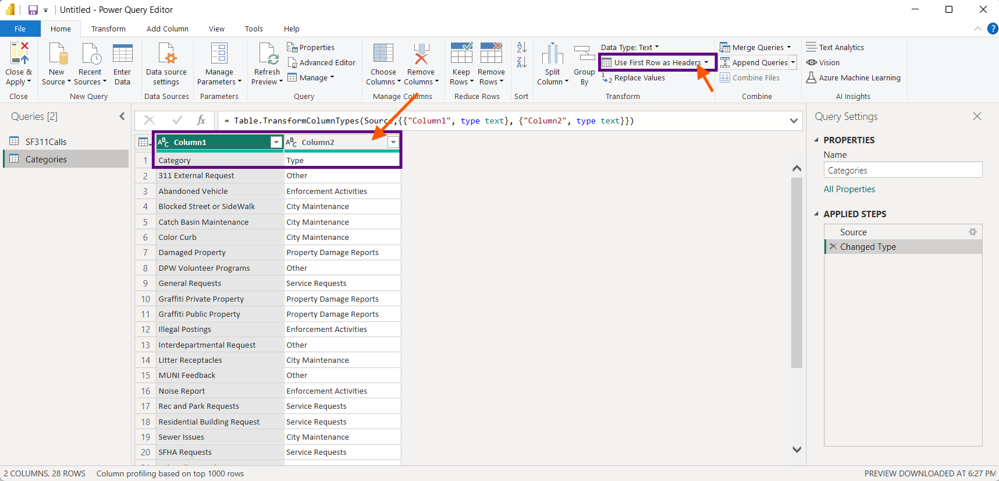 Untitled - Power Query Editor
File Home Transform Add Column View Tools Help
?
Close & Apply
Close
New Source
Recent Sources
Enter Data
New Query
Data source settings
Data Sources
Manage Parameters
Parameters
Refresh Preview
Properties
Advanced Editor
Manage
Query
Choose Columns
Remove Columns
Manage Columns
Keep Rows
Remove Rows
Reduce Rows
A
Z
Z
A
Sort
Split Column
Group By
Data Type: Text
Use First Row as Headers
1
2
Replace Values
Transform
Merge Queries
Append Queries
Combine Files
Combine
Text Analytics
Vision
Azure Machine Learning
AI Insights
Queries [2]
SF311Calls
Categories
fx
= Table.TransformColumnTypes(Source,{{"Column1", type text}, {"Column2", type text}})
ABC Column1 ABC Column2
1 Category Type
2 311 External Request Other
3 Abandoned Vehicle Enforcement Activities
4 Blocked Street or SideWalk City Maintenance
5 Catch Basin Maintenance City Maintenance
6 Color Curb City Maintenance
7 Damaged Property Property Damage Reports
8 DPW Volunteer Programs Other
9 General Requests Service Requests
10 Graffiti Private Property Property Damage Reports
11 Graffiti Public Property Property Damage Reports
12 Illegal Postings Enforcement Activities
13 Interdepartmental Request Other
14 Litter Receptacles City Maintenance
15 MUNI Feedback Other
16 Noise Report Enforcement Activities
17 Rec and Park Requests Service Requests
18 Residential Building Request Service Requests
19 Sewer Issues City Maintenance
20 SFHA Requests Service Requests
Query Settings
PROPERTIES
Name
Categories
All Properties
APPLIED STEPS
Source
Changed Type
2 COLUMNS, 28 ROWS Column profiling based on top 1000 rows
PREVIEW DOWNLOADED AT 6:27 PM